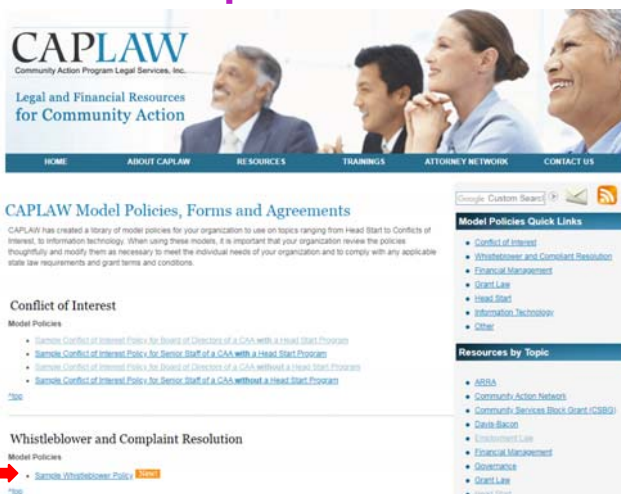 CAPLAW
Community Action Program Legal Services, Inc.
Legal and Financial Resources
for Community Action
HOME ABOUT CAPLAW RESOURCES TRAININGS ATTORNEY NETWORK CONTACT US
Google Custom Search
CAPLAW Model Policies, Forms and Agreements
CAPLAW has created a library of model policies for your organization to use on topics ranging from Head Start to Conflicts of
Interest, to information technology. When using these models, it is important that your organization review the policies
thoughtfully and modify them as necessary to meet the individual needs of your organization and to comply with any applicable
state law requirements and grant terms and conditions.
Conflict of Interest
Model Policies
Sample Conflict of Interest Policy for Board of Directors of a CAA with a Head Start Program
Sample Conflict of Interest Policy for Senior Staff of a CAA with a Head Start Program
Sample Conflict of Interest Policy for Board of Directors of a CAA without a Head Start Program
Sample Conflict of Interest Policy for Senior Staff of a CAA without a Head Start Program
^top
Whistleblower and Complaint Resolution
Model Policies
Sample Whistleblower Policy New!
^top
Model Policies Quick Links
Conflict of Interest
Whistleblower and Complaint Resolution
Financial Management
Grant Law
Head Start
Information Technology
Other
Resources by Topic
ARRA
Community Action Network
Community Services Block Grant (CSBG)
Davis-Bacon
Employment Law
Financial Management
Governance
Grant Law
Head Start